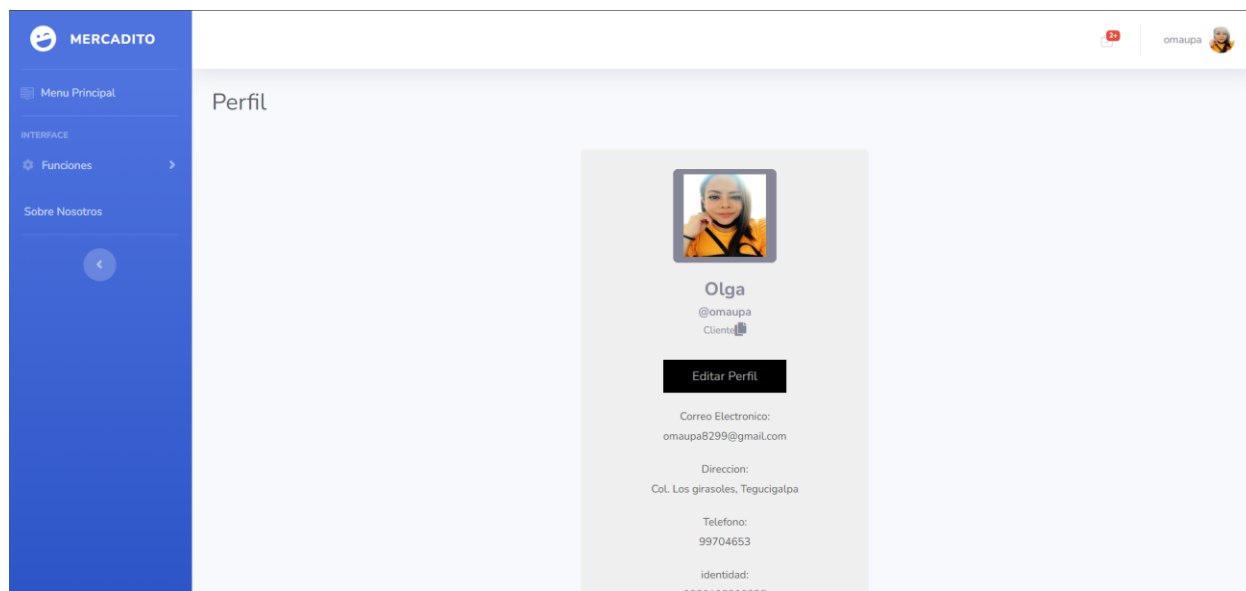 MERCADITO
2+
omaupa
Menu Principal
INTERFACE
Funciones
Sobre Nosotros
Perfil
Olga
@omaupa
Cliente
Editar Perfil
Correo Electronico:
omaupa8299@gmail.com
Direccion:
Col. Los girasoles, Tegucigalpa
Telefono:
99704653
identidad: